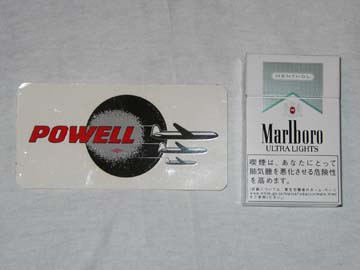 POWELL
MENTHOL
Marlboro
ULTRA LIGHTS
喫煙は、あなたにとって
肺気腫を悪化させる危険性
を高めます。